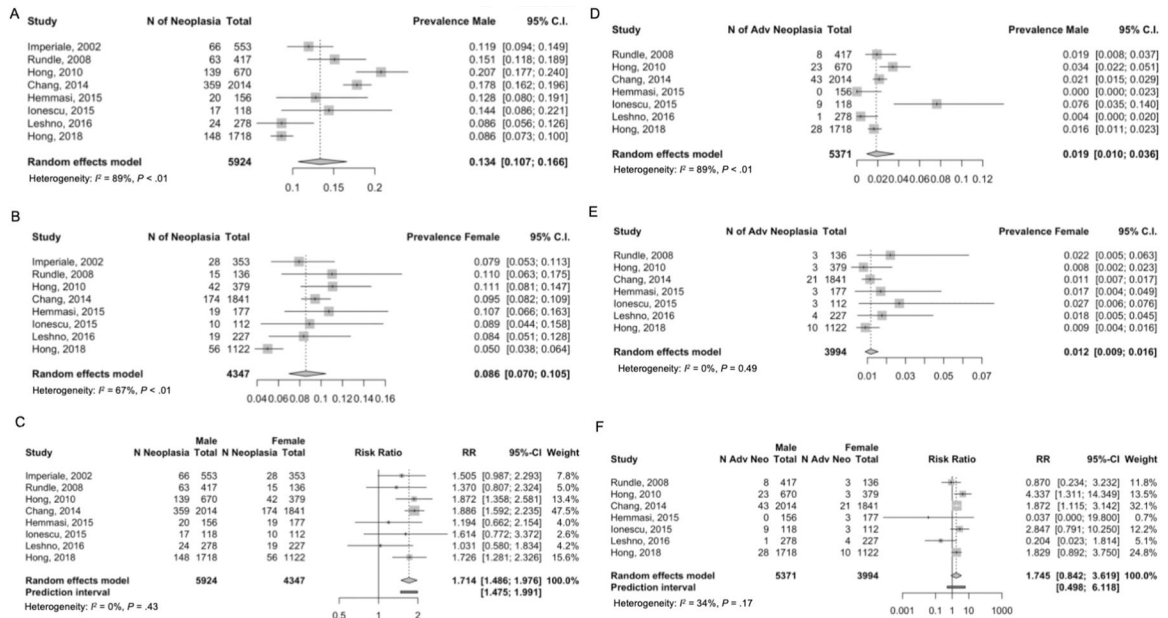 A
Study N of Neoplasia Total Prevalence Male 95% C.I.
Imperiale, 2002 66 553 0.119 [0.094; 0.149]
Rundle, 2008 63 417 0.151 [0.118; 0.189]
Hong, 2010 139 670 0.207 [0.177; 0.240]
Chang, 2014 359 2014 0.178 [0.162; 0.196]
Hemmasi, 2015 20 156 0.128 [0.080; 0.191]
Ionescu, 2015 17 118 0.144 [0.086; 0.221]
Leshno, 2016 24 278 0.086 [0.056; 0.126]
Hong, 2018 148 1718 0.086 [0.073; 0.100]
Random effects model 5924 0.134 [0.107; 0.166]
Heterogeneity: I² = 89%, P < .01
0.1 0.15 0.2
B
Study N of Neoplasia Total Prevalence Female 95% C.I.
Imperiale, 2002 28 353 0.079 [0.053; 0.113]
Rundle, 2008 15 136 0.110 [0.063; 0.175]
Hong, 2010 42 379 0.111 [0.081; 0.147]
Chang, 2014 174 1841 0.095 [0.082; 0.109]
Hemmasi, 2015 19 177 0.107 [0.066; 0.163]
Ionescu, 2015 10 112 0.089 [0.044; 0.158]
Leshno, 2016 19 227 0.084 [0.051; 0.128]
Hong, 2018 56 1122 0.050 [0.038; 0.064]
Random effects model 4347 0.086 [0.070; 0.105]
Heterogeneity: I² = 67%, P < .01
0.04 0.06 0.08 0.1 0.12 0.14 0.16
C
Male Female
Study N Neoplasia Total N Neoplasia Total Risk Ratio RR 95%-CI Weight
Imperiale, 2002 66 553 28 353 1.505 [0.987; 2.293] 7.8%
Rundle, 2008 63 417 15 136 1.370 [0.807; 2.324] 5.0%
Hong, 2010 139 670 42 379 1.872 [1.358; 2.581] 13.4%
Chang, 2014 359 2014 174 1841 1.886 [1.592; 2.235] 47.5%
Hemmasi, 2015 20 156 19 177 1.194 [0.662; 2.154] 4.0%
Ionescu, 2015 17 118 10 112 1.614 [0.772; 3.372] 2.6%
Leshno, 2016 24 278 19 227 1.031 [0.580; 1.834] 4.2%
Hong, 2018 148 1718 56 1122 1.726 [1.281; 2.326] 15.5%
Random effects model 5924 4347 1.714 [1.486; 1.976] 100.0%
Prediction interval [1.475; 1.991]
Heterogeneity: I² = 0%, P = .43
0.5 1 2
D
Study N of Adv Neoplasia Total Prevalence Male 95% C.I.
Rundle, 2008 8 417 0.019 [0.008; 0.037]
Hong, 2010 23 670 0.034 [0.022; 0.051]
Chang, 2014 43 2014 0.021 [0.015; 0.029]
Hemmasi, 2015 0 156 0.000 [0.000; 0.023]
Ionescu, 2015 9 118 0.076 [0.035; 0.140]
Leshno, 2016 1 278 0.004 [0.000; 0.020]
Hong, 2018 28 1718 0.016 [0.011; 0.023]
Random effects model 5371 0.019 [0.010; 0.036]
Heterogeneity: I² = 89%, P < .01
0 0.02 0.04 0.06 0.08 0.1 0.12
E
Study N of Adv Neoplasia Total Prevalence Female 95% C.I.
Rundle, 2008 3 136 0.022 [0.005; 0.063]
Hong, 2010 3 379 0.008 [0.002; 0.023]
Chang, 2014 21 1841 0.011 [0.007; 0.017]
Hemmasi, 2015 3 177 0.017 [0.004; 0.049]
Ionescu, 2015 3 112 0.027 [0.006; 0.076]
Leshno, 2016 4 227 0.018 [0.005; 0.045]
Hong, 2018 10 1122 0.009 [0.004; 0.016]
Random effects model 3994 0.012 [0.009; 0.016]
Heterogeneity: I² = 0%, P = 0.49
0.01 0.03 0.05 0.07
F
Male Female
Study N Adv Neo Total N Adv Neo Total Risk Ratio RR 95%-CI Weight
Rundle, 2008 8 417 3 136 0.870 [0.234; 3.232] 11.8%
Hong, 2010 23 670 3 379 4.337 [1.311; 14.349] 13.5%
Chang, 2014 43 2014 21 1841 1.872 [1.115; 3.142] 32.1%
Hemmasi, 2015 0 156 3 177 0.037 [0.000; 19.800] 0.7%
Ionescu, 2015 9 118 3 112 2.847 [0.791; 10.250] 12.2%
Leshno, 2016 1 278 4 227 0.204 [0.023; 1.814] 5.1%
Hong, 2018 28 1718 10 1122 1.829 [0.892; 3.750] 24.8%
Random effects model 5371 3994 1.745 [0.842; 3.619] 100.0%
Prediction interval [0.498; 6.118]
Heterogeneity: I² = 34%, P = .17
0.001 0.1 1 10 1000